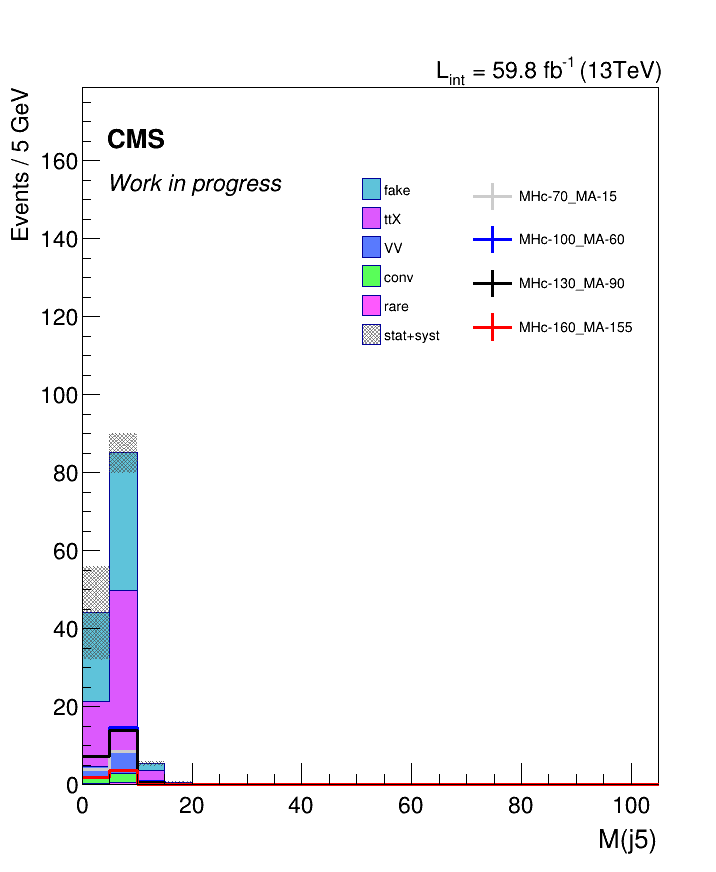 L_int = 59.8 fb^-1 (13TeV)
Events / 5 GeV
CMS
Work in progress
fake
ttX
VV
conv
rare
stat+syst
MHc-70_MA-15
MHc-100_MA-60
MHc-130_MA-90
MHc-160_MA-155
160
140
120
100
80
60
40
20
0
0 20 40 60 80 100
M(j5)